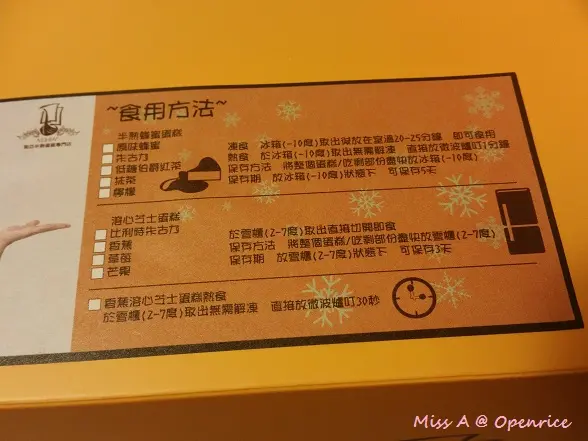 ~食用方法~
半熟蜂蜜蛋糕
原味蜂蜜
朱古力
低糖伯爵紅茶
抹茶
檸檬
凍食 冰箱(-10度)取出減放在室溫20-25分鐘 即可食用
熱食 於冰箱(-10度)取出無需解凍 直接放微波爐叮1分鐘
保存方法 將整個蛋糕/吃剩部份盡快放冰箱(-10度)
保存期 放冰箱(-10度)狀態下 可保存5天
溶心芝士蛋糕
比利時朱古力
香蕉
草莓
芒果
於雪櫃(2-7度)取出直接切開即食
保存方法 將整個蛋糕/吃剩部份盡快放雪櫃(2-7度)
保存期 放雪櫃(2-7度)狀態下 可保存3天
香蕉溶心芝士蛋糕熱食
於雪櫃(2-7度)取出無需解凍 直接放微波爐叮30秒
Miss A @ Openrice